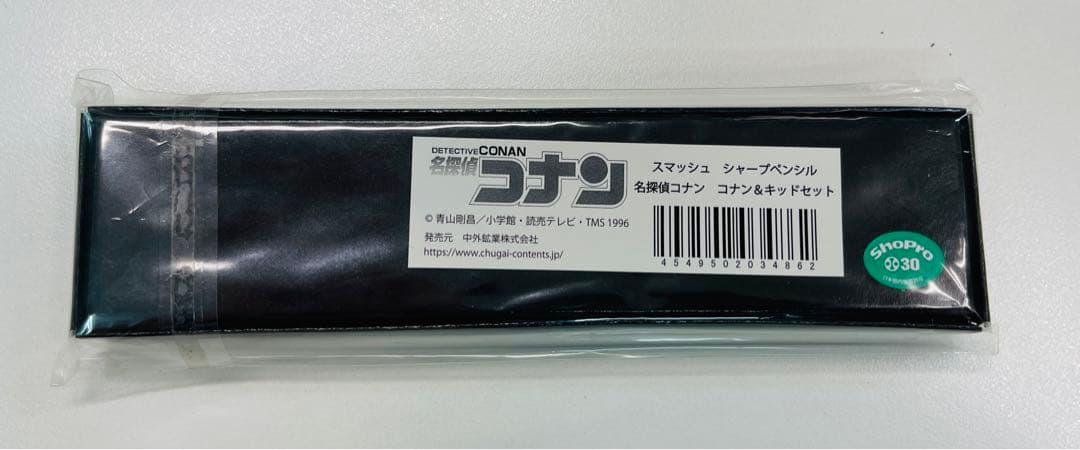 DETECTIVE CONAN
名探偵
コナン
© 青山剛昌／小学館・読売テレビ・TMS 1996
発売元　中外鉱業株式会社
https://www.chugai-contents.jp/
スマッシュ　シャープペンシル
名探偵コナン　コナン＆キッドセット
4549502034862
ShoPro
30